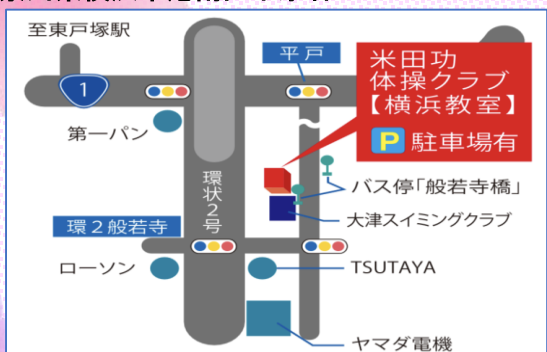 至東戸塚駅
平戸
1
第一パン
米田功
体操クラブ
【横浜教室】
P 駐車場有
環状2号
バス停「般若寺橋」
大津スイミングクラブ
環2般若寺
ローソン
TSUTAYA
ヤマダ電機